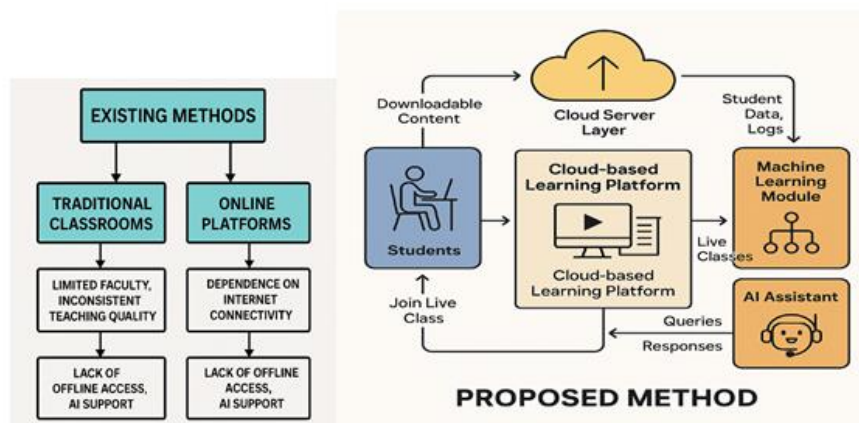 EXISTING METHODS
TRADITIONAL
CLASSROOMS
ONLINE
PLATFORMS
LIMITED FACULTY,
INCONSISTENT
TEACHING QUALITY
DEPENDENCE ON
INTERNET
CONNECTIVITY
LACK OF
OFFLINE ACCESS,
AI SUPPORT
LACK OF OFFLINE
ACCESS,
AI SUPPORT
Downloadable
Content
Cloud Server
Layer
Student
Data,
Logs
Students
Cloud-based
Learning Platform
Cloud-based
Learning Platform
Machine
Learning
Module
Live
Classes
Join Live
Class
AI Assistant
Queries
Responses
PROPOSED METHOD